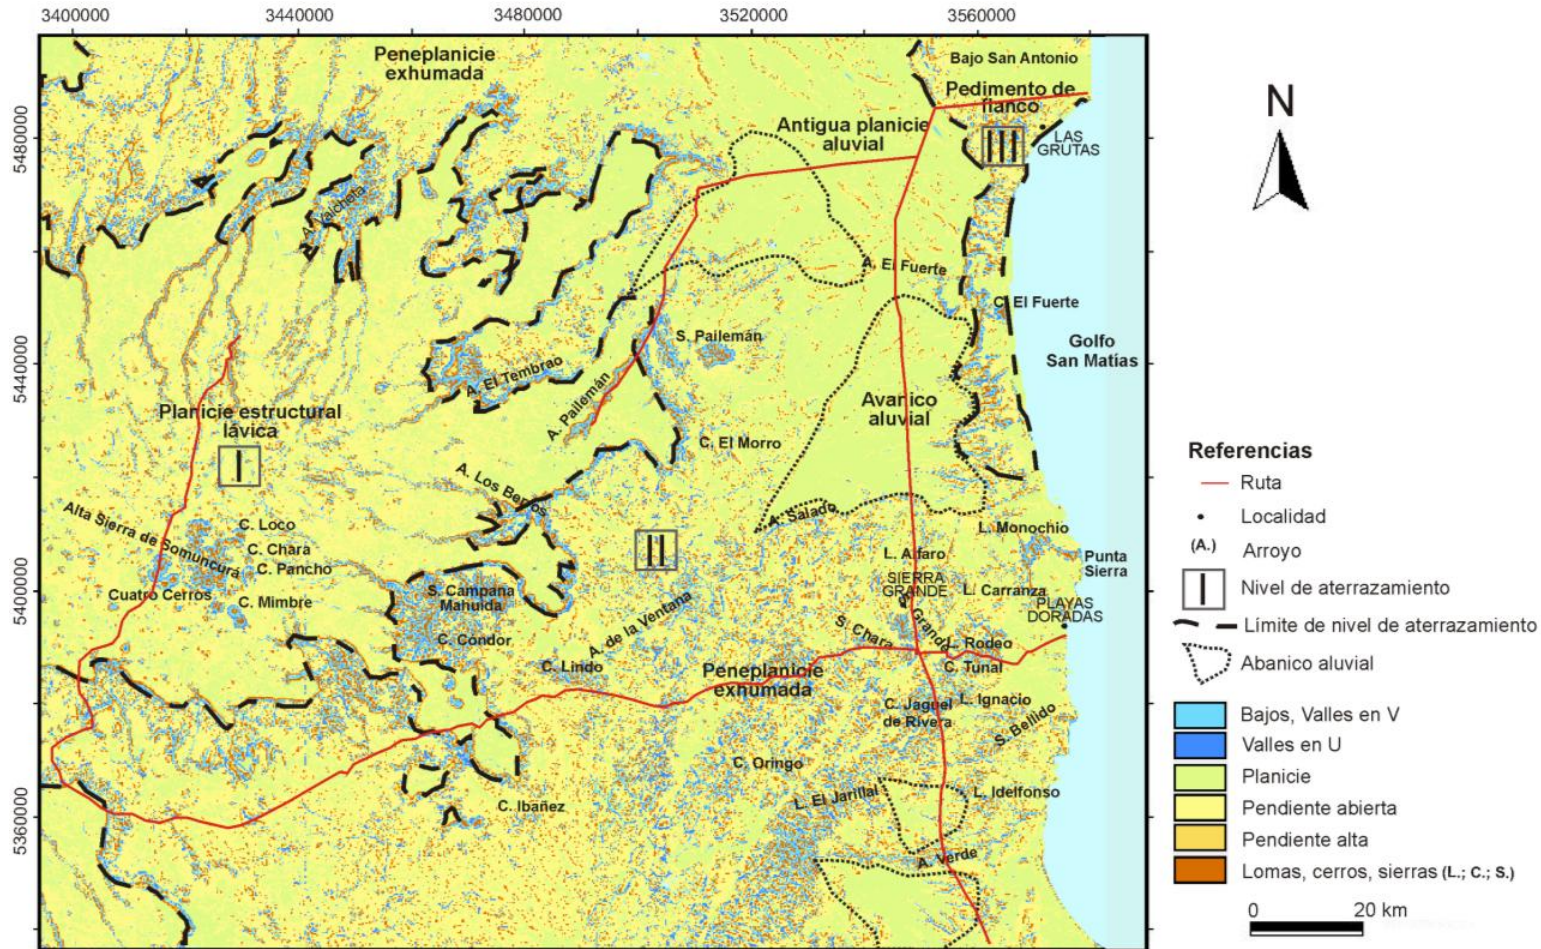 3400000
3440000
3480000
3520000
3560000
5480000
5440000
5400000
5360000
Peneplanicie
exhumada
Bajo San Antonio
Pedimento de
flanco
Antigua planicie
aluvial
III
LAS
GRUTAS
A. Valcheta
A. El Fuerte
C. El Fuerte
S. Pailemán
Golfo
San Matías
A. El Tembrao
A. Pailemán
Avanico
aluvial
Planicie estructural
lávica
I
C. El Morro
A. Los Berros
A. Salado
Alta Sierra de Somuncurá
C. Loco
C. Chara
C. Pancho
Cuatro Cerros
C. Mimbre
II
L. Monochio
L. Alfaro
Punta
Sierra
SIERRA
GRANDE
L. Carranza
PLAYAS
DORADAS
S. Campana
Mahuida
C. Cóndor
A. de la Ventana
S. Chara
L. Rodeo
C. Tunal
C. Lindo
Peneplanicie
exhumada
C. Jagüel
de Rivera
L. Ignacio
S. Bellido
C. Oringo
L. El Jarillal
L. Idelfonso
C. Ibáñez
A. Verde
N
Referencias
Ruta
Localidad
(A.) Arroyo
I Nivel de aterrazamiento
Límite de nivel de aterrazamiento
Abanico aluvial
Bajos, Valles en V
Valles en U
Planicie
Pendiente abierta
Pendiente alta
Lomas, cerros, sierras (L.; C.; S.)
0 20 km